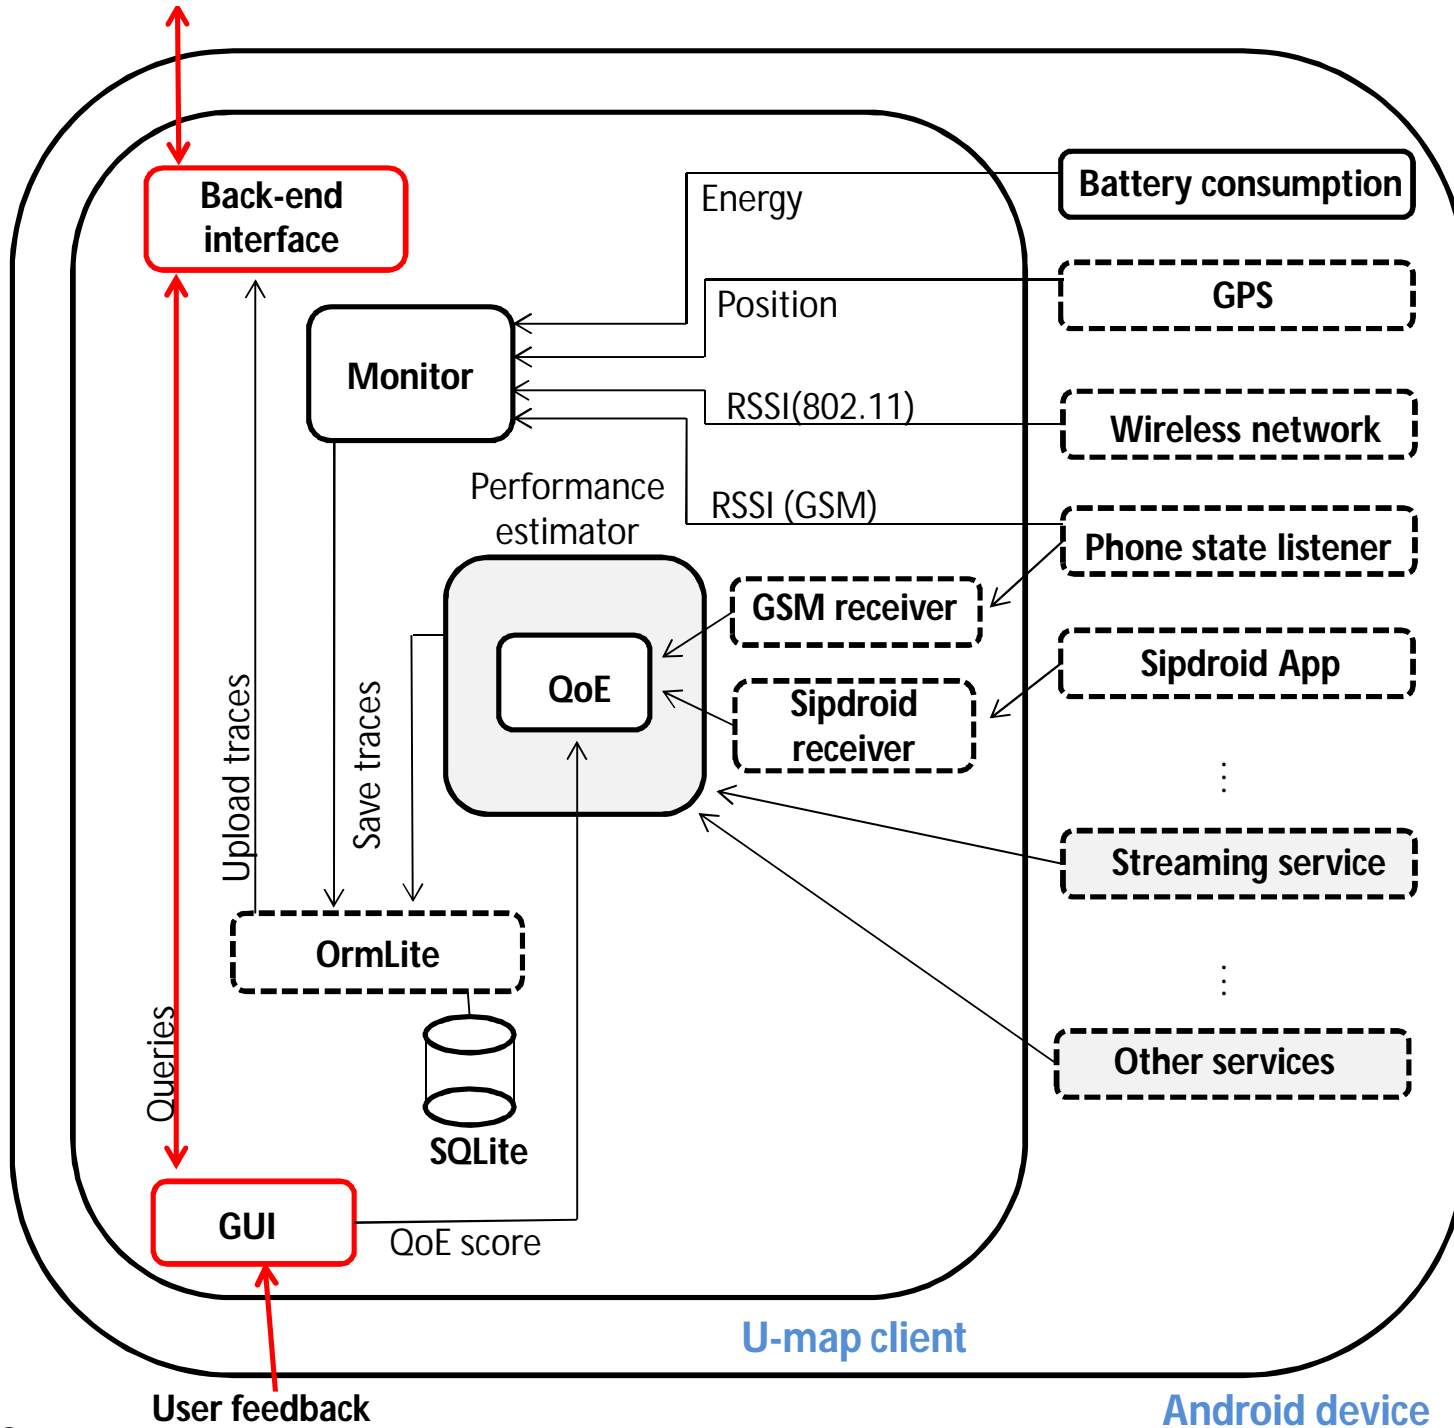 Back-end
interface
Energy
Battery consumption
Position
GPS
Monitor
RSSI(802.11)
Wireless network
Performance
estimator
RSSI (GSM)
Phone state listener
GSM receiver
QoE
Sipdroid
receiver
Sipdroid App
⋮
Upload traces
Save traces
Streaming service
OrmLite
⋮
Queries
SQLite
Other services
GUI
QoE score
U-map client
User feedback
Android device